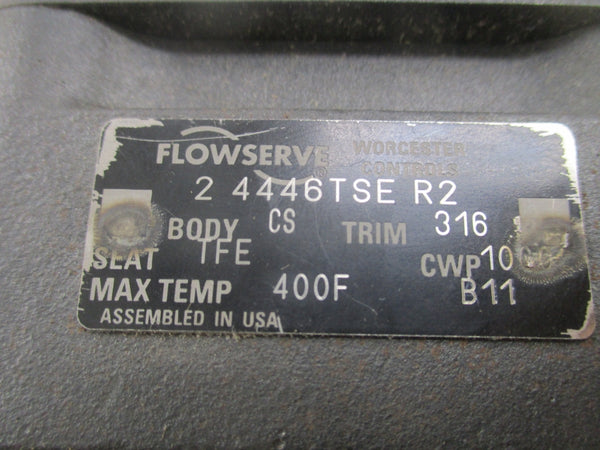 FLOWSERVE WORCESTER CONTROLS
2 4446TSE R2
BODY CS TRIM 316
SEAT TFE CWP
MAX TEMP 400F B11
ASSEMBLED IN USA